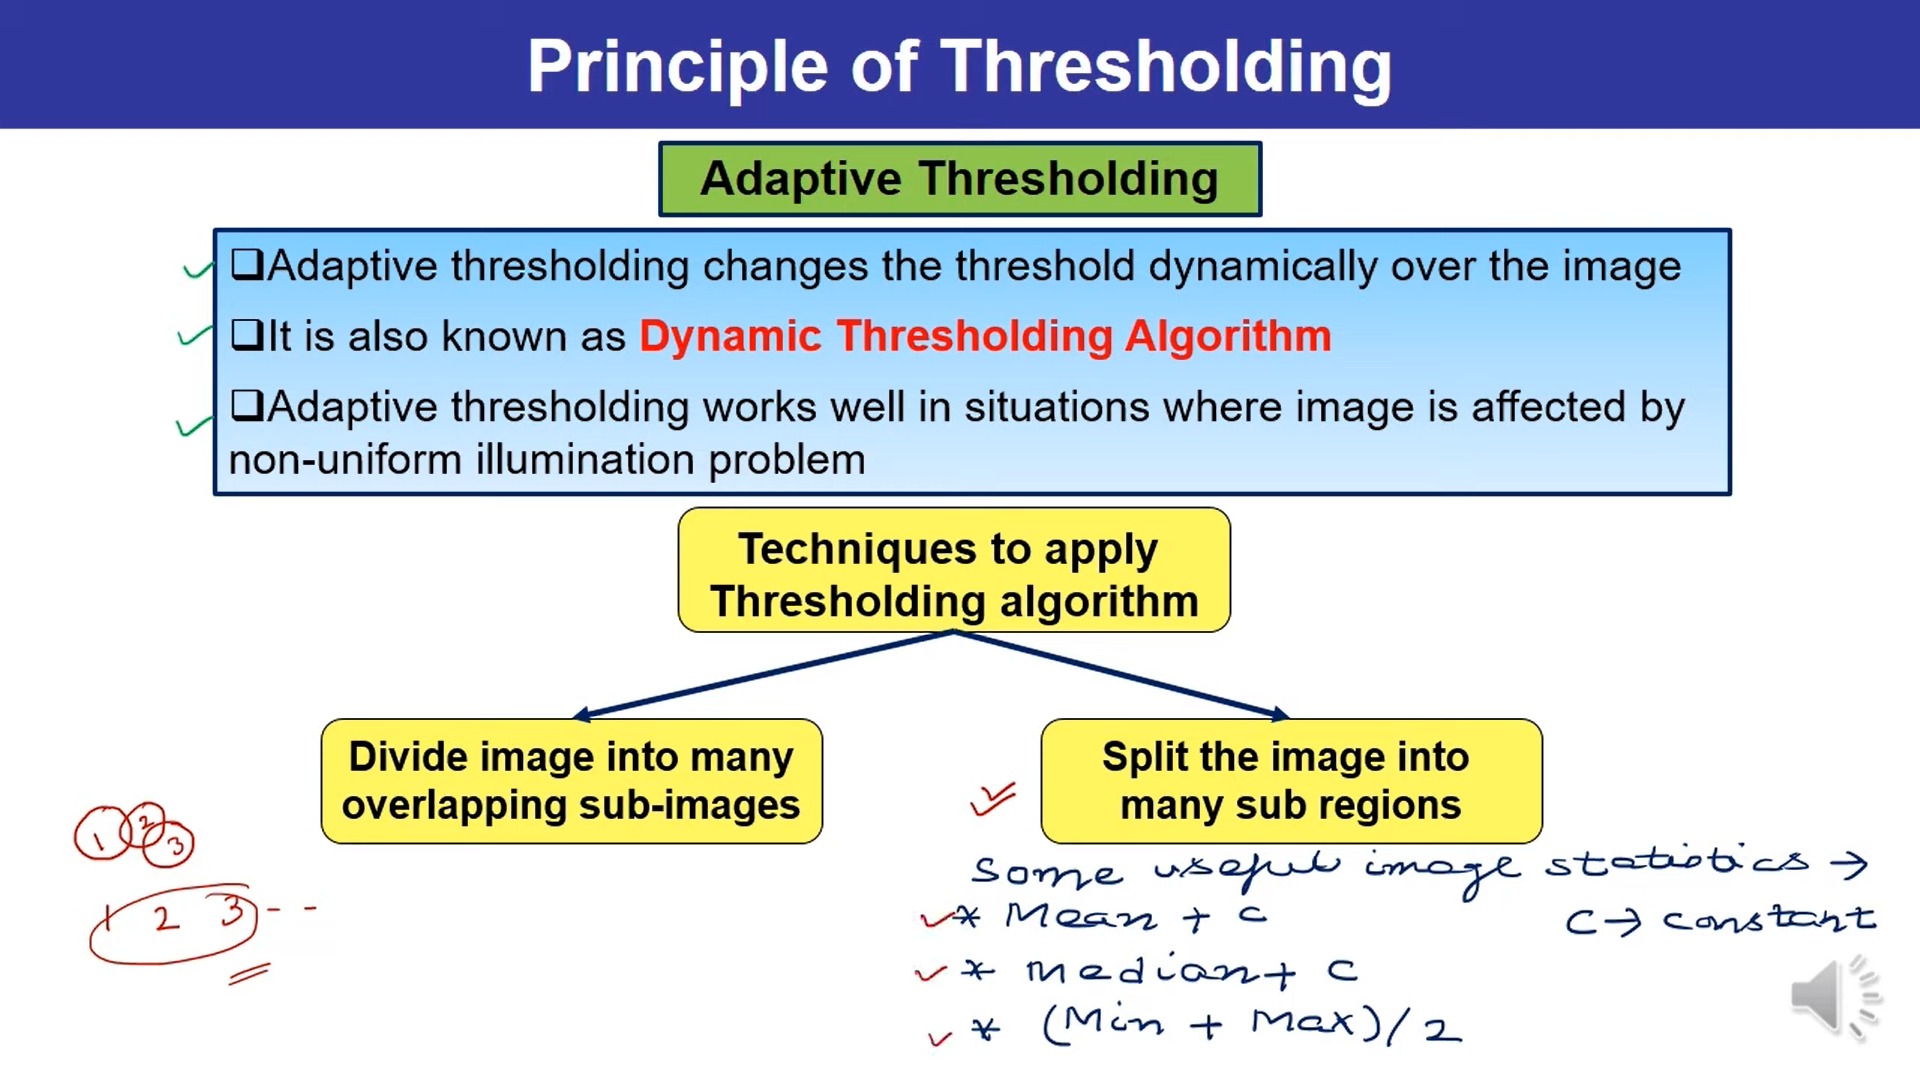 Principle of Thresholding
Adaptive Thresholding
❑Adaptive thresholding changes the threshold dynamically over the image
❑It is also known as Dynamic Thresholding Algorithm
❑Adaptive thresholding works well in situations where image is affected by
non-uniform illumination problem
Techniques to apply
Thresholding algorithm
Divide image into many
overlapping sub-images
Split the image into
many sub regions
1 2 3
1 2 3 - -
Some useful image statistics →
* Mean + c
c → constant
* Median + c
* (Min + Max)/2